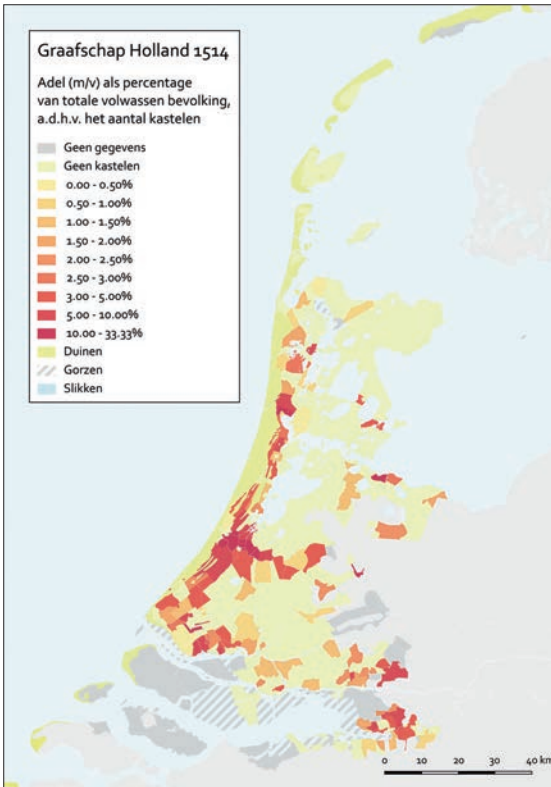 Graafschap Holland 1514
Adel (m/v) als percentage
van totale volwassen bevolking,
a.d.h.v. het aantal kastelen
Geen gegevens
Geen kastelen
0.00 - 0.50%
0.50 - 1.00%
1.00 - 1.50%
1.50 - 2.00%
2.00 - 2.50%
2.50 - 3.00%
3.00 - 5.00%
5.00 - 10.00%
10.00 - 33.33%
Duinen
Gorzen
Slikken
0 10 20 30 40 km